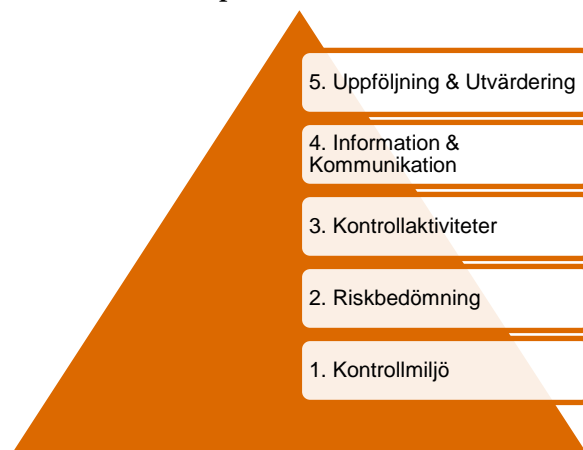 5. Uppföljning & Utvärdering
4. Information &
Kommunikation
3. Kontrollaktiviteter
2. Riskbedömning
1. Kontrollmiljö